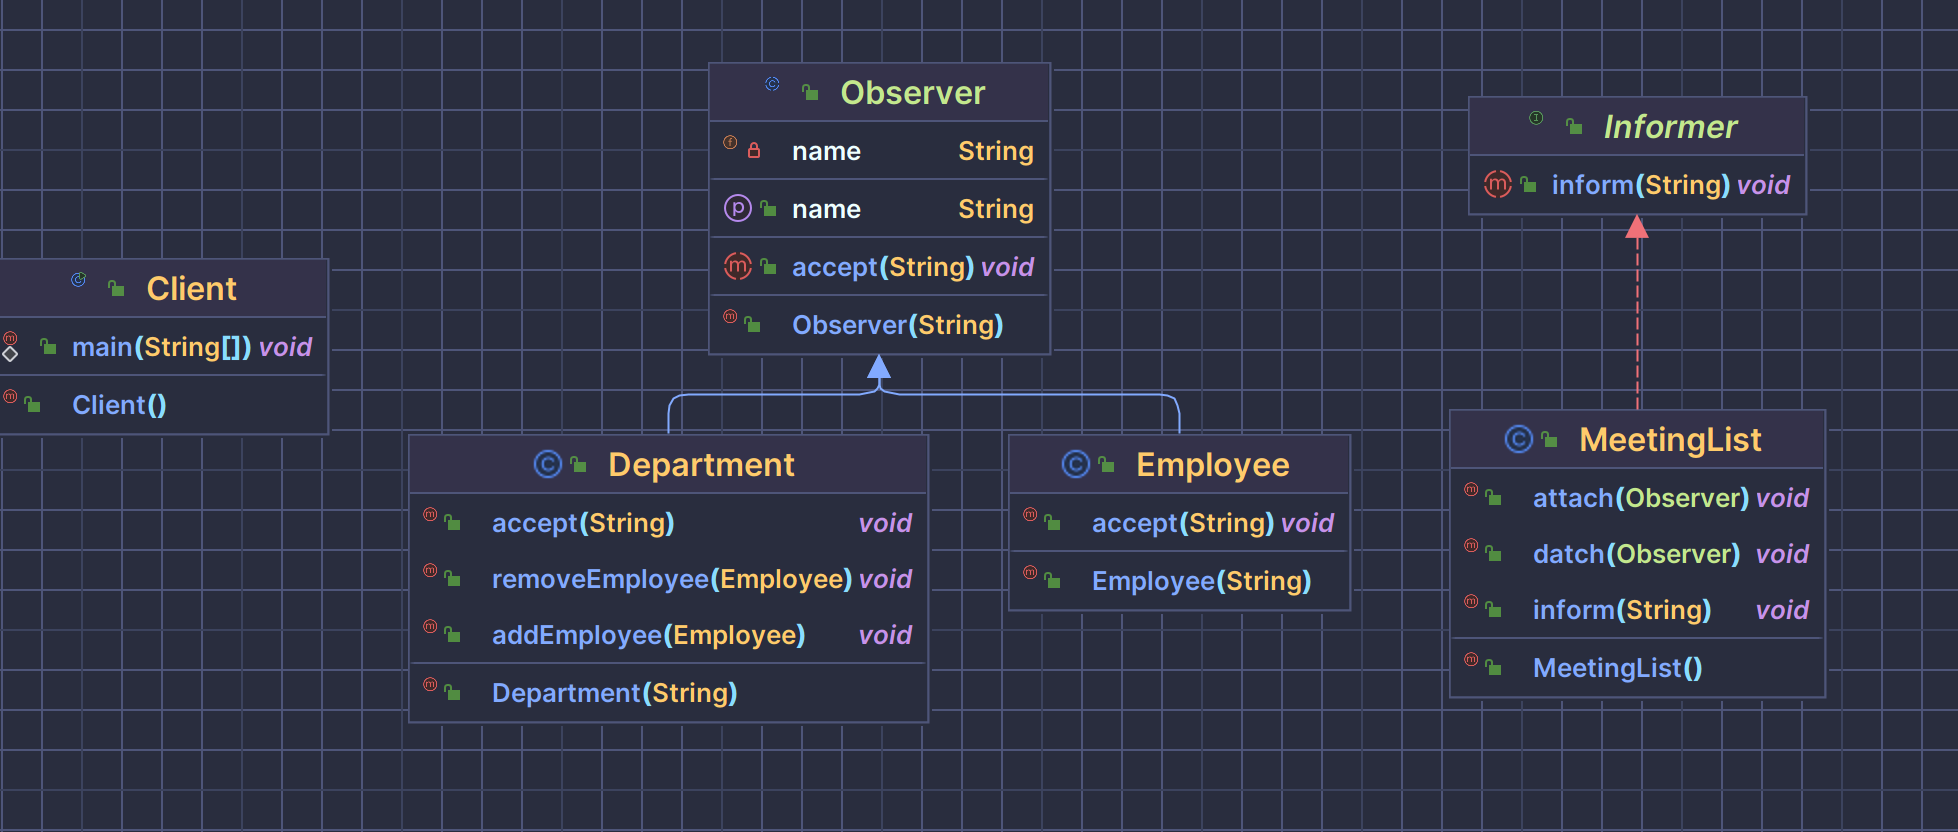 Observer
name String
name String
accept(String) void
Observer(String)
Informer
inform(String) void
Client
main(String[]) void
Client()
Department
accept(String) void
removeEmployee(Employee) void
addEmployee(Employee) void
Department(String)
Employee
accept(String) void
Employee(String)
MeetingList
attach(Observer) void
datch(Observer) void
inform(String) void
MeetingList()